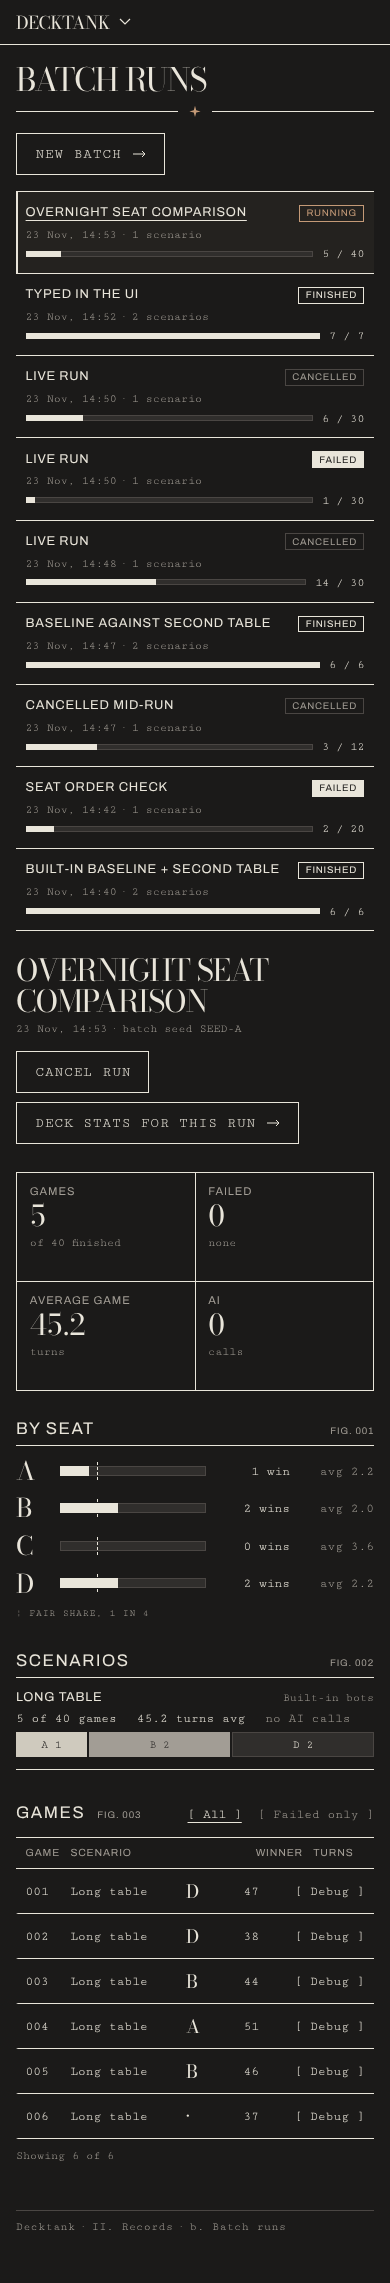 DECKTANK
BATCH RUNS
NEW BATCH →
OVERNIGHT SEAT COMPARISON RUNNING
23 Nov, 14:53 · 1 scenario
5 / 40
TYPED IN THE UI FINISHED
23 Nov, 14:52 · 2 scenarios
7 / 7
LIVE RUN CANCELLED
23 Nov, 14:50 · 1 scenario
6 / 30
LIVE RUN FAILED
23 Nov, 14:50 · 1 scenario
1 / 30
LIVE RUN CANCELLED
23 Nov, 14:48 · 1 scenario
14 / 30
BASELINE AGAINST SECOND TABLE FINISHED
23 Nov, 14:47 · 2 scenarios
6 / 6
CANCELLED MID-RUN CANCELLED
23 Nov, 14:47 · 1 scenario
3 / 12
SEAT ORDER CHECK FAILED
23 Nov, 14:42 · 1 scenario
2 / 20
BUILT-IN BASELINE + SECOND TABLE FINISHED
23 Nov, 14:40 · 2 scenarios
6 / 6
OVERNIGHT SEAT
COMPARISON
23 Nov, 14:53 · batch seed SEED-A
CANCEL RUN
DECK STATS FOR THIS RUN →
GAMES FAILED
5 0
of 40 finished none
AVERAGE GAME AI
45.2 0
turns calls
BY SEAT FIG. 001
A 1 win avg 2.2
B 2 wins avg 2.0
C 0 wins avg 3.6
D 2 wins avg 2.2
¦ FAIR SHARE, 1 IN 4
SCENARIOS FIG. 002
LONG TABLE Built-in bots
5 of 40 games 45.2 turns avg no AI calls
A 1 B 2 D 2
GAMES FIG. 003 [ All ] [ Failed only ]
GAME SCENARIO WINNER TURNS
001 Long table D 47 [ Debug ]
002 Long table D 38 [ Debug ]
003 Long table B 44 [ Debug ]
004 Long table A 51 [ Debug ]
005 Long table B 46 [ Debug ]
006 Long table · 37 [ Debug ]
Showing 6 of 6
Decktank · II. Records · b. Batch runs